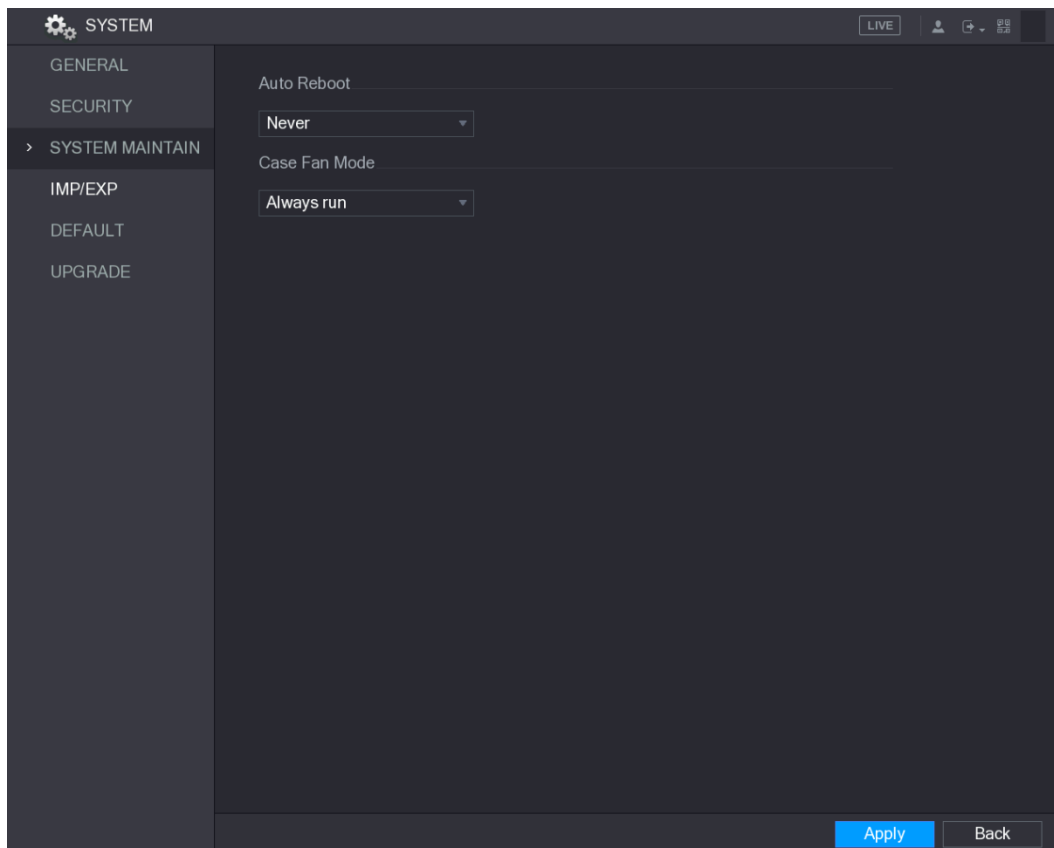 SYSTEM
LIVE
GENERAL
SECURITY
SYSTEM MAINTAIN
IMP/EXP
DEFAULT
UPGRADE
Auto Reboot
Never
Case Fan Mode
Always run
Apply
Back